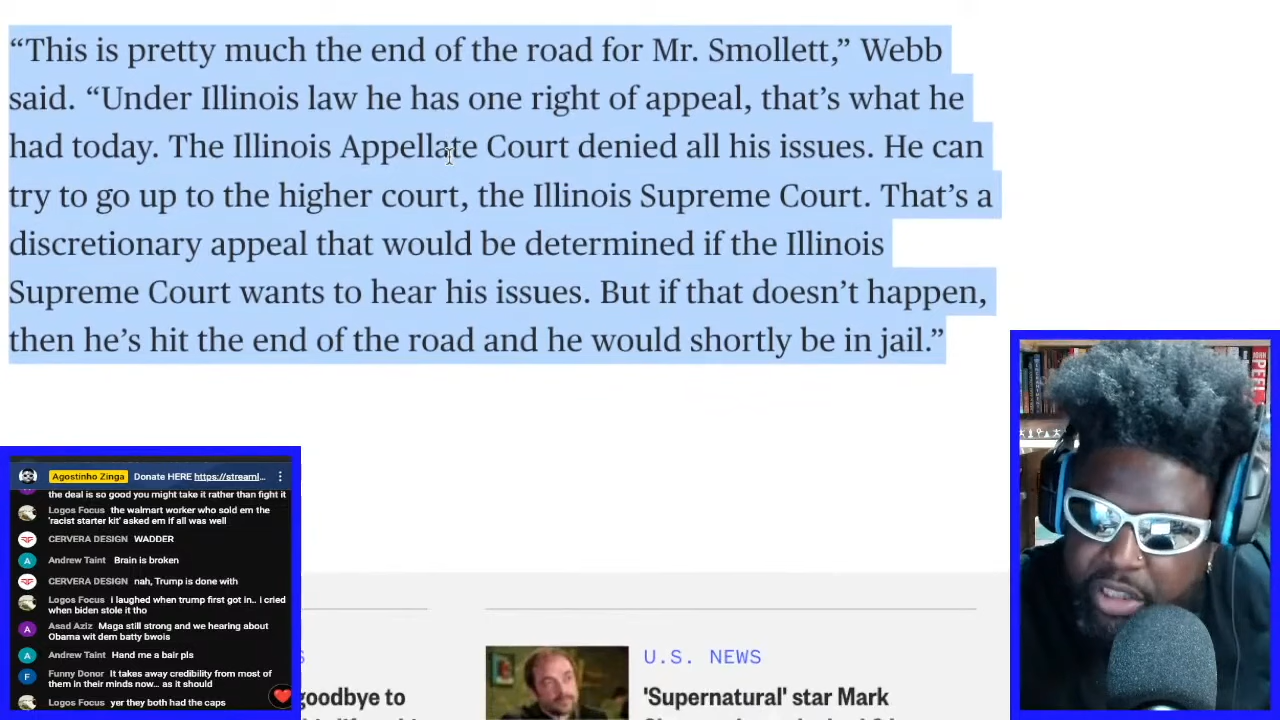 “This is pretty much the end of the road for Mr. Smollett,” Webb
said. “Under Illinois law he has one right of appeal, that’s what he
had today. The Illinois Appellate Court denied all his issues. He can
try to go up to the higher court, the Illinois Supreme Court. That’s a
discretionary appeal that would be determined if the Illinois
Supreme Court wants to hear his issues. But if that doesn’t happen,
then he’s hit the end of the road and he would shortly be in jail.”
Agostinho Zinga Donate HERE https://streaml...
the deal is so good you might take it rather than fight it
Logos Focus the walmart worker who sold em the
'racist starter kit' asked em if all was well
CERVERA DESIGN WADDER
Andrew Taint Brain is broken
CERVERA DESIGN nah, Trump is done with
Logos Focus i laughed when trump first got in.. i cried
when biden stole it tho
Asad Aziz Maga still strong and we hearing about
Obama wit dem batty bwois
Andrew Taint Hand me a bair pls
Funny Donor It takes away credibility from most of
them in their minds now... as it should
Logos Focus yer they both had the caps
goodbye to
U.S. NEWS
'Supernatural' star Mark